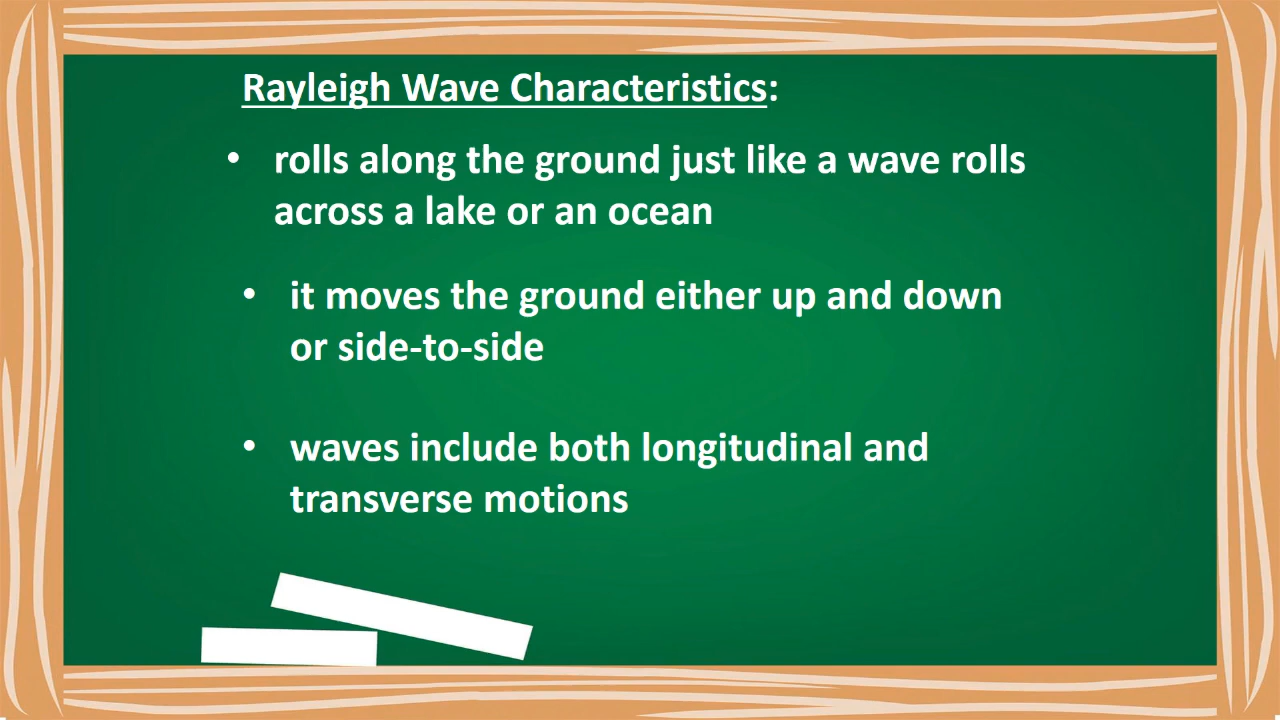 Rayleigh Wave Characteristics:
• rolls along the ground just like a wave rolls
across a lake or an ocean
• it moves the ground either up and down
or side-to-side
• waves include both longitudinal and
transverse motions